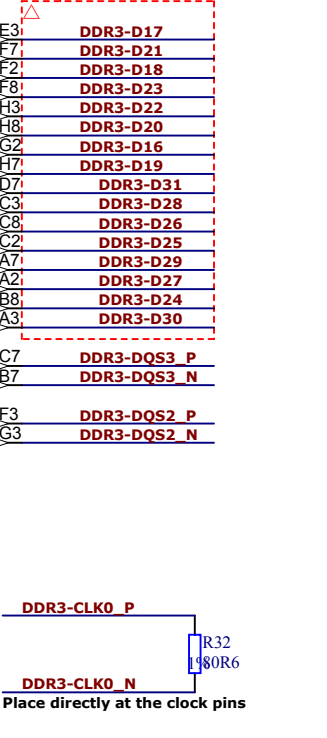 E3 DDR3-D17
F7 DDR3-D21
F2 DDR3-D18
F8 DDR3-D23
H3 DDR3-D22
H8 DDR3-D20
G2 DDR3-D16
H7 DDR3-D19
D7 DDR3-D31
C3 DDR3-D28
C8 DDR3-D26
C2 DDR3-D25
A7 DDR3-D29
A2 DDR3-D27
B8 DDR3-D24
A3 DDR3-D30
C7 DDR3-DQS3_P
B7 DDR3-DQS3_N
F3 DDR3-DQS2_P
G3 DDR3-DQS2_N
DDR3-CLK0_P
R32
1% 80R6
DDR3-CLK0_N
Place directly at the clock pins